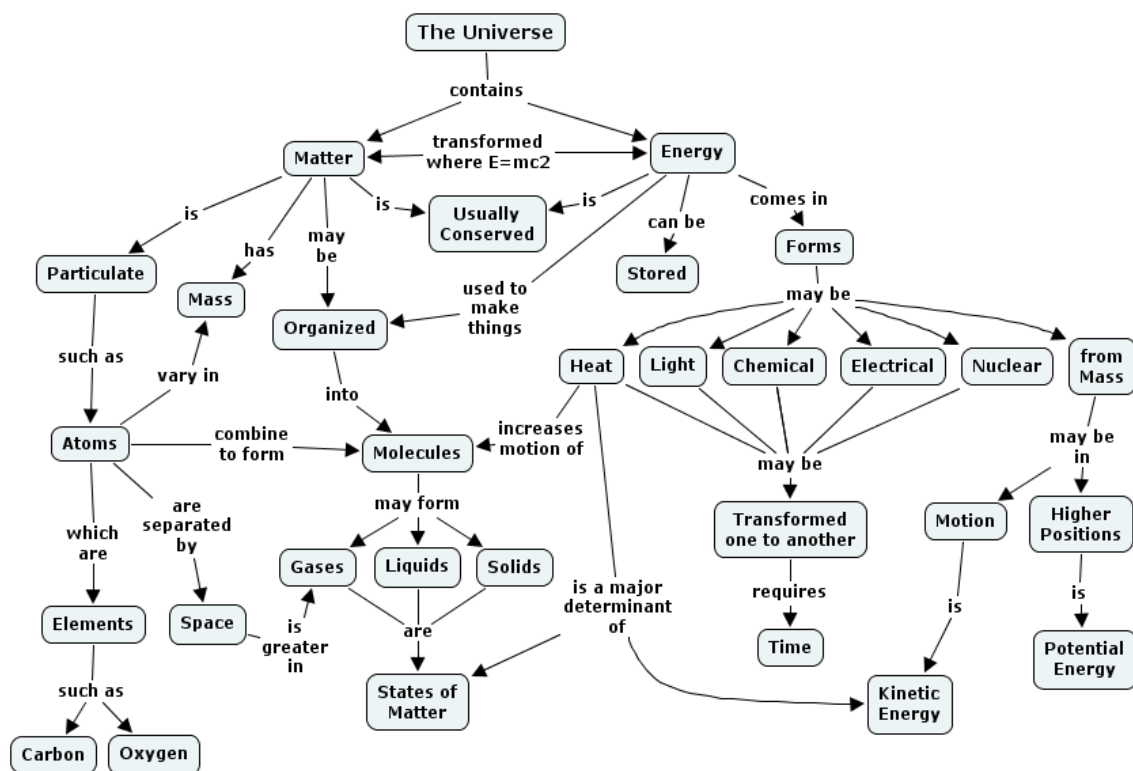 The Universe
contains
Matter
transformed
where E=mc2
Energy
is
has
may
be
is
Usually
Conserved
is
can be
comes in
Forms
Stored
Particulate
Mass
Organized
used to
make
things
may be
such as
vary in
into
Heat
Light
Chemical
Electrical
Nuclear
from
Mass
Atoms
combine
to form
Molecules
increases
motion of
may be
may be
in
which
are
are
separated
by
may form
Gases
Liquids
Solids
Transformed
one to another
Motion
Higher
Positions
Elements
Space
is
greater
in
are
is a major
determinant
of
requires
Time
is
is
Potential
Energy
such as
Carbon
Oxygen
States of
Matter
Kinetic
Energy